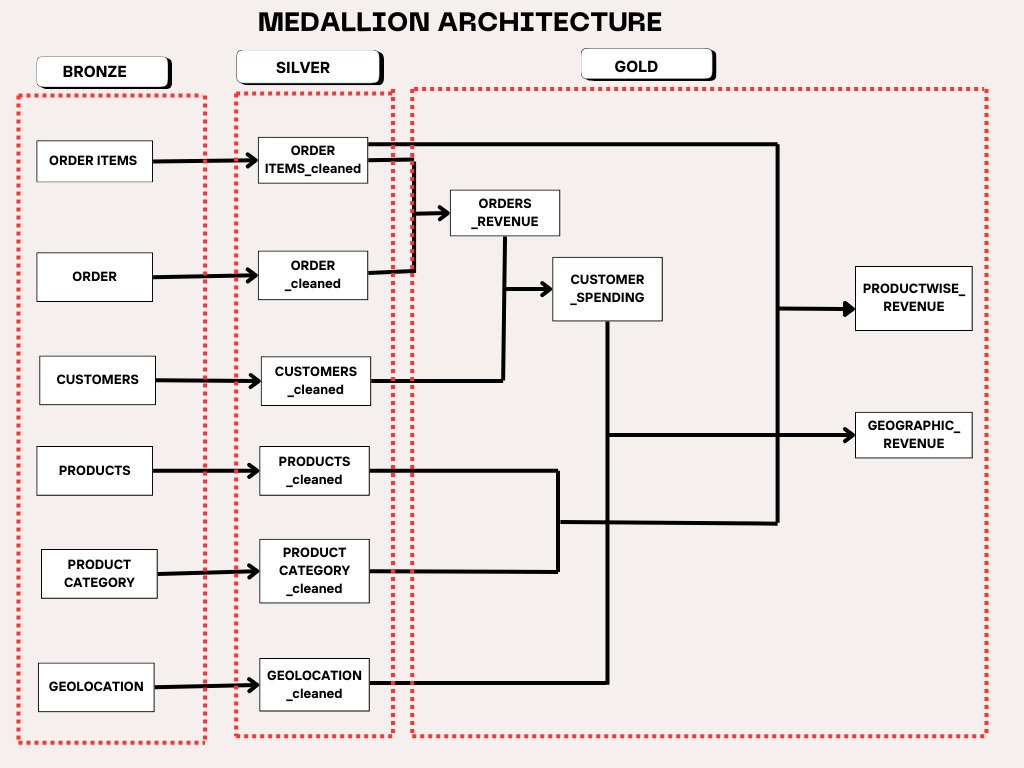 MEDALLION ARCHITECTURE
BRONZE
SILVER
GOLD
ORDER ITEMS
ORDER
ITEMS_cleaned
ORDERS
_REVENUE
ORDER
ORDER
_cleaned
CUSTOMER
_SPENDING
PRODUCTWISE_
REVENUE
CUSTOMERS
CUSTOMERS
_cleaned
GEOGRAPHIC_
REVENUE
PRODUCTS
PRODUCTS
_cleaned
PRODUCT
CATEGORY
PRODUCT
CATEGORY
_cleaned
GEOLOCATION
GEOLOCATION
_cleaned